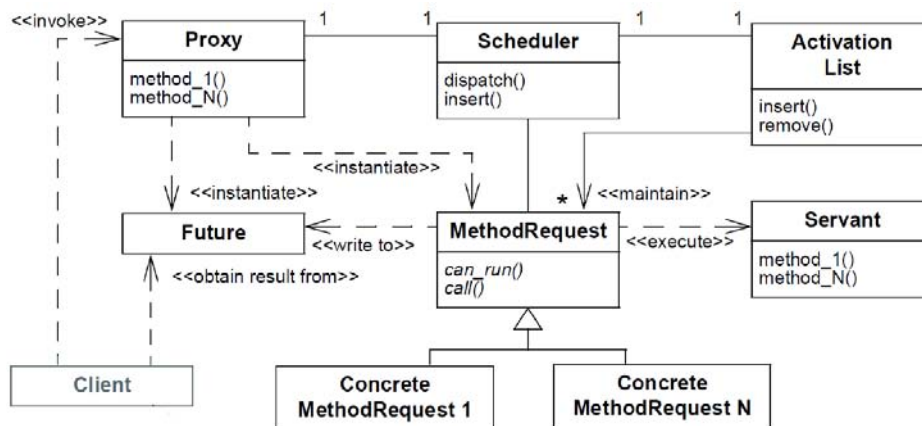 <<invoke>>
1
1
1
1
Proxy
Scheduler
Activation
List
method_1()
method_N()
dispatch()
insert()
insert()
remove()
<<instantiate>>
<<instantiate>>
*
<<maintain>>
Future
<<write to>>
MethodRequest
<<execute>>
Servant
<<obtain result from>>
can_run()
call()
method_1()
method_N()
Client
Concrete
MethodRequest 1
Concrete
MethodRequest N